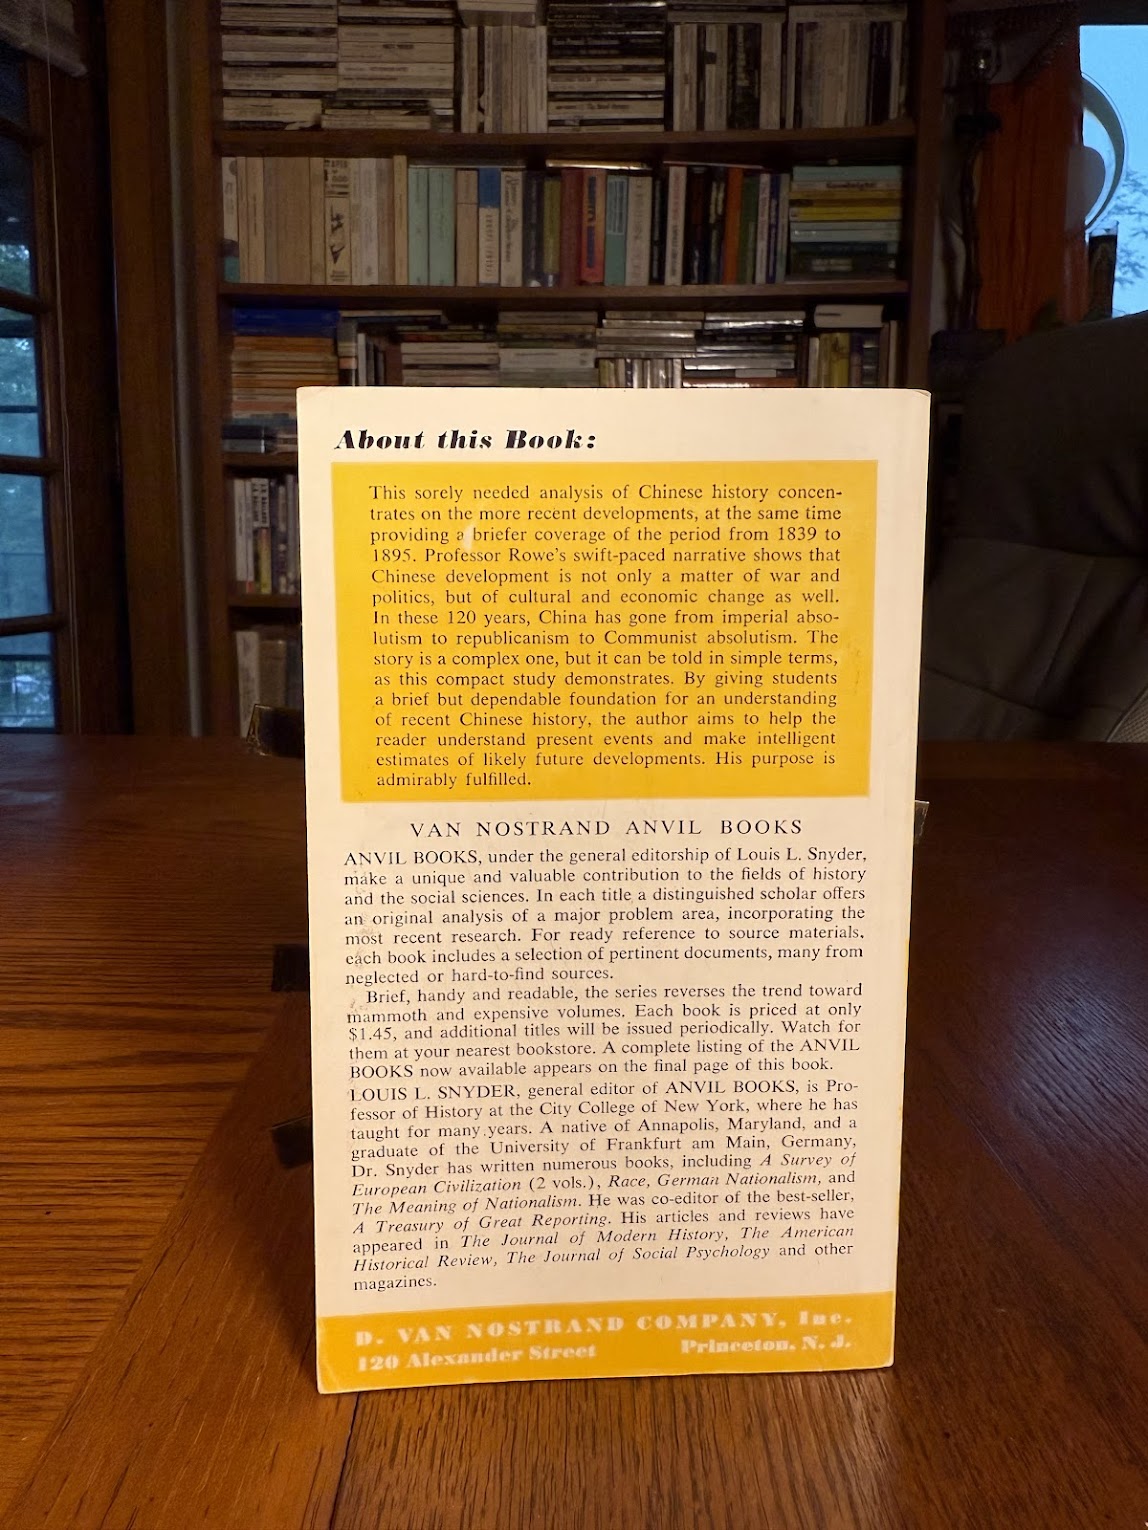 About this Book:
This sorely needed analysis of Chinese history concen-
trates on the more recent developments, at the same time
providing a briefer coverage of the period from 1839 to
1895. Professor Rowe's swift-paced narrative shows that
Chinese development is not only a matter of war and
politics, but of cultural and economic change as well.
In these 120 years, China has gone from imperial abso-
lutism to republicanism to Communist absolutism. The
story is a complex one, but it can be told in simple terms,
as this compact study demonstrates. By giving students
a brief but dependable foundation for an understanding
of recent Chinese history, the author aims to help the
reader understand present events and make intelligent
estimates of likely future developments. His purpose is
admirably fulfilled.
VAN NOSTRAND ANVIL BOOKS
ANVIL BOOKS, under the general editorship of Louis L. Snyder,
make a unique and valuable contribution to the fields of history
and the social sciences. In each title a distinguished scholar offers
an original analysis of a major problem area, incorporating the
most recent research. For ready reference to source materials,
each book includes a selection of pertinent documents, many from
neglected or hard-to-find sources.
Brief, handy and readable, the series reverses the trend toward
mammoth and expensive volumes. Each book is priced at only
$1.45, and additional titles will be issued periodically. Watch for
them at your nearest bookstore. A complete listing of the ANVIL
BOOKS now available appears on the final page of this book.
LOUIS L. SNYDER, general editor of ANVIL BOOKS, is Pro-
fessor of History at the City College of New York, where he has
taught for many years. A native of Annapolis, Maryland, and a
graduate of the University of Frankfurt am Main, Germany,
Dr. Snyder has written numerous books, including A Survey of
European Civilization (2 vols.), Race, German Nationalism, and
The Meaning of Nationalism. He was co-editor of the best-seller,
A Treasury of Great Reporting. His articles and reviews have
appeared in The Journal of Modern History, The American
Historical Review, The Journal of Social Psychology and other
magazines.
D. VAN NOSTRAND COMPANY, Inc.
120 Alexander Street Princeton, N. J.